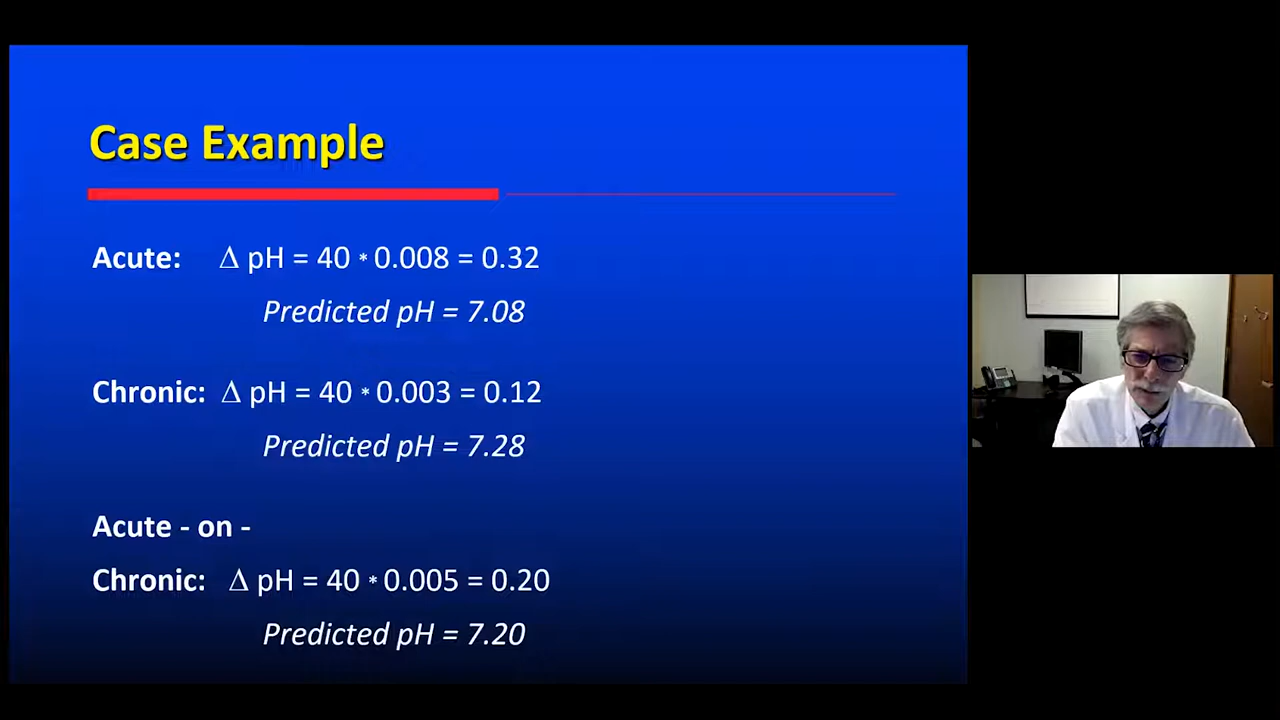 Case Example
Acute: Δ pH = 40 * 0.008 = 0.32
Predicted pH = 7.08
Chronic: Δ pH = 40 * 0.003 = 0.12
Predicted pH = 7.28
Acute - on -
Chronic: Δ pH = 40 * 0.005 = 0.20
Predicted pH = 7.20